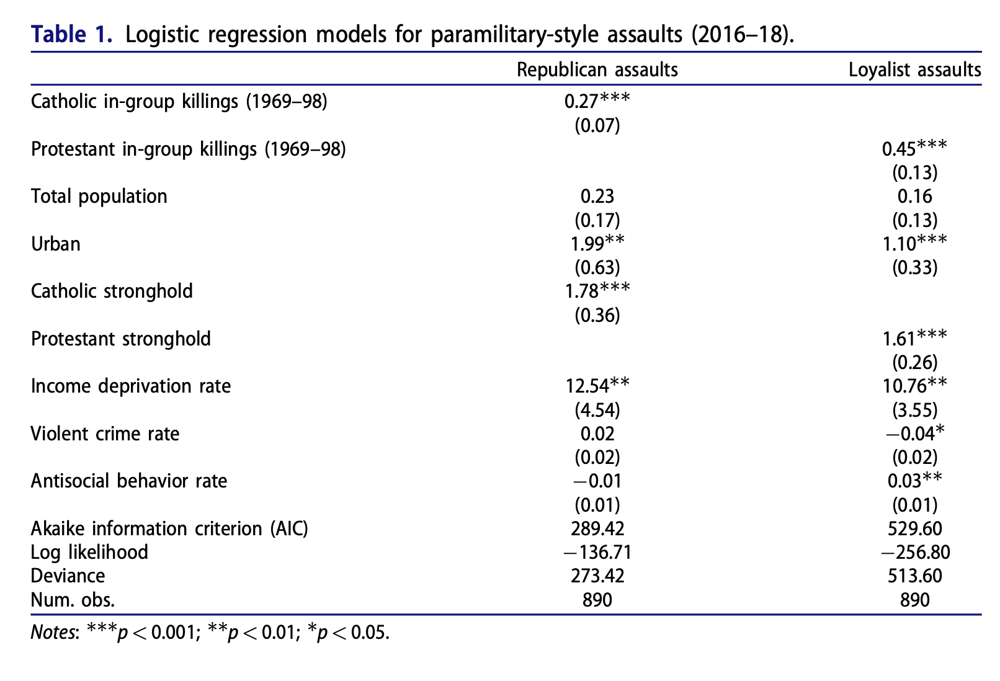 Table 1. Logistic regression models for paramilitary-style assaults (2016–18).
Republican assaults Loyalist assaults
Catholic in-group killings (1969–98) 0.27***
(0.07)
Protestant in-group killings (1969–98) 0.45***
(0.13)
Total population 0.23 0.16
(0.17) (0.13)
Urban 1.99** 1.10***
(0.63) (0.33)
Catholic stronghold 1.78***
(0.36)
Protestant stronghold 1.61***
(0.26)
Income deprivation rate 12.54** 10.76**
(4.54) (3.55)
Violent crime rate 0.02 −0.04*
(0.02) (0.02)
Antisocial behavior rate −0.01 0.03**
(0.01) (0.01)
Akaike information criterion (AIC) 289.42 529.60
Log likelihood −136.71 −256.80
Deviance 273.42 513.60
Num. obs. 890 890
Notes: ***p < 0.001; **p < 0.01; *p < 0.05.